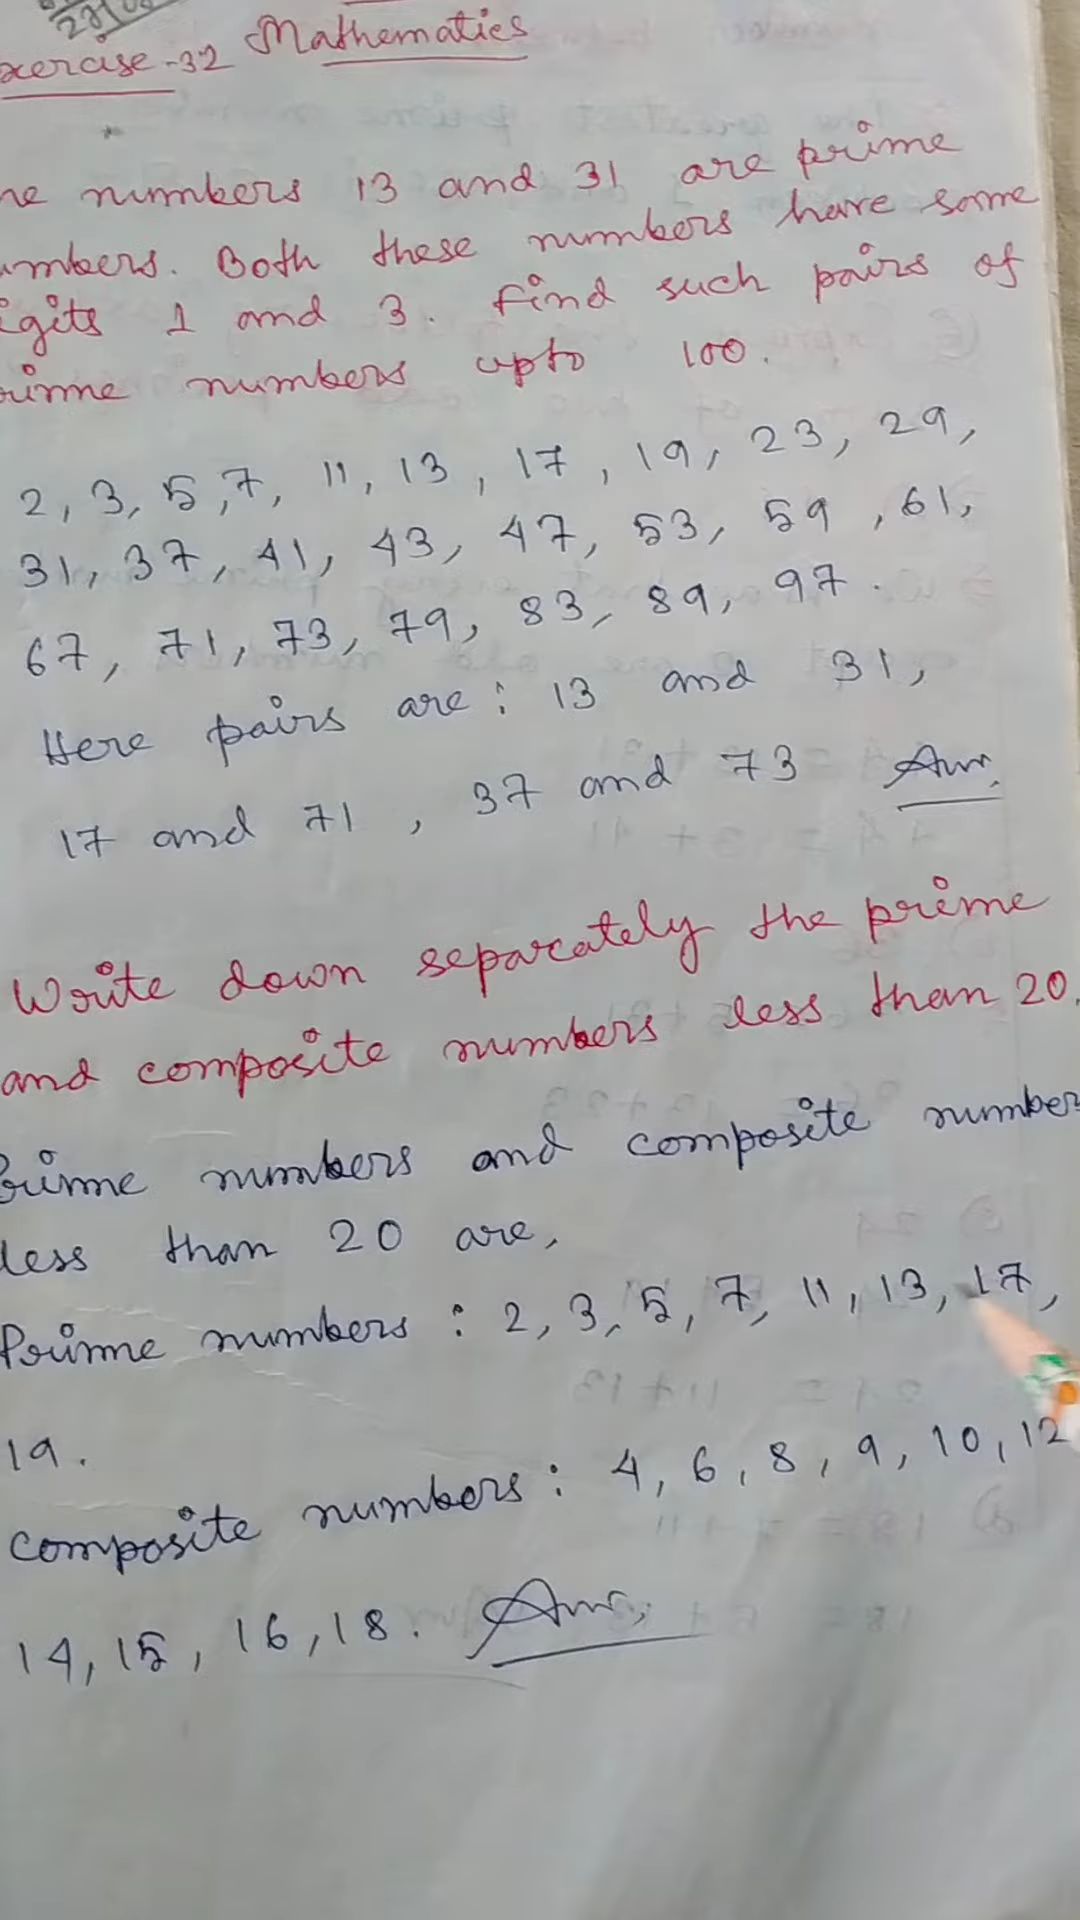 Mathematics
xercise-32
ne numbers 13 and 31 are prime
umbers. Both these numbers have same
igits 1 and 3. Find such pairs of
rime numbers upto 100.
2, 3, 5, 7, 11, 13, 17, 19, 23, 29,
31, 37, 41, 43, 47, 53, 59, 61,
67, 71, 73, 79, 83, 89, 97.
Here pairs are : 13 and 31,
17 and 71, 37 and 73 Ans.
Write down separately the prime
and composite numbers less than 20.
Prime numbers and composite number
less than 20 are,
Prime numbers : 2, 3, 5, 7, 11, 13, 17,
19.
composite numbers : 4, 6, 8, 9, 10, 12
14, 15, 16, 18. Ans.